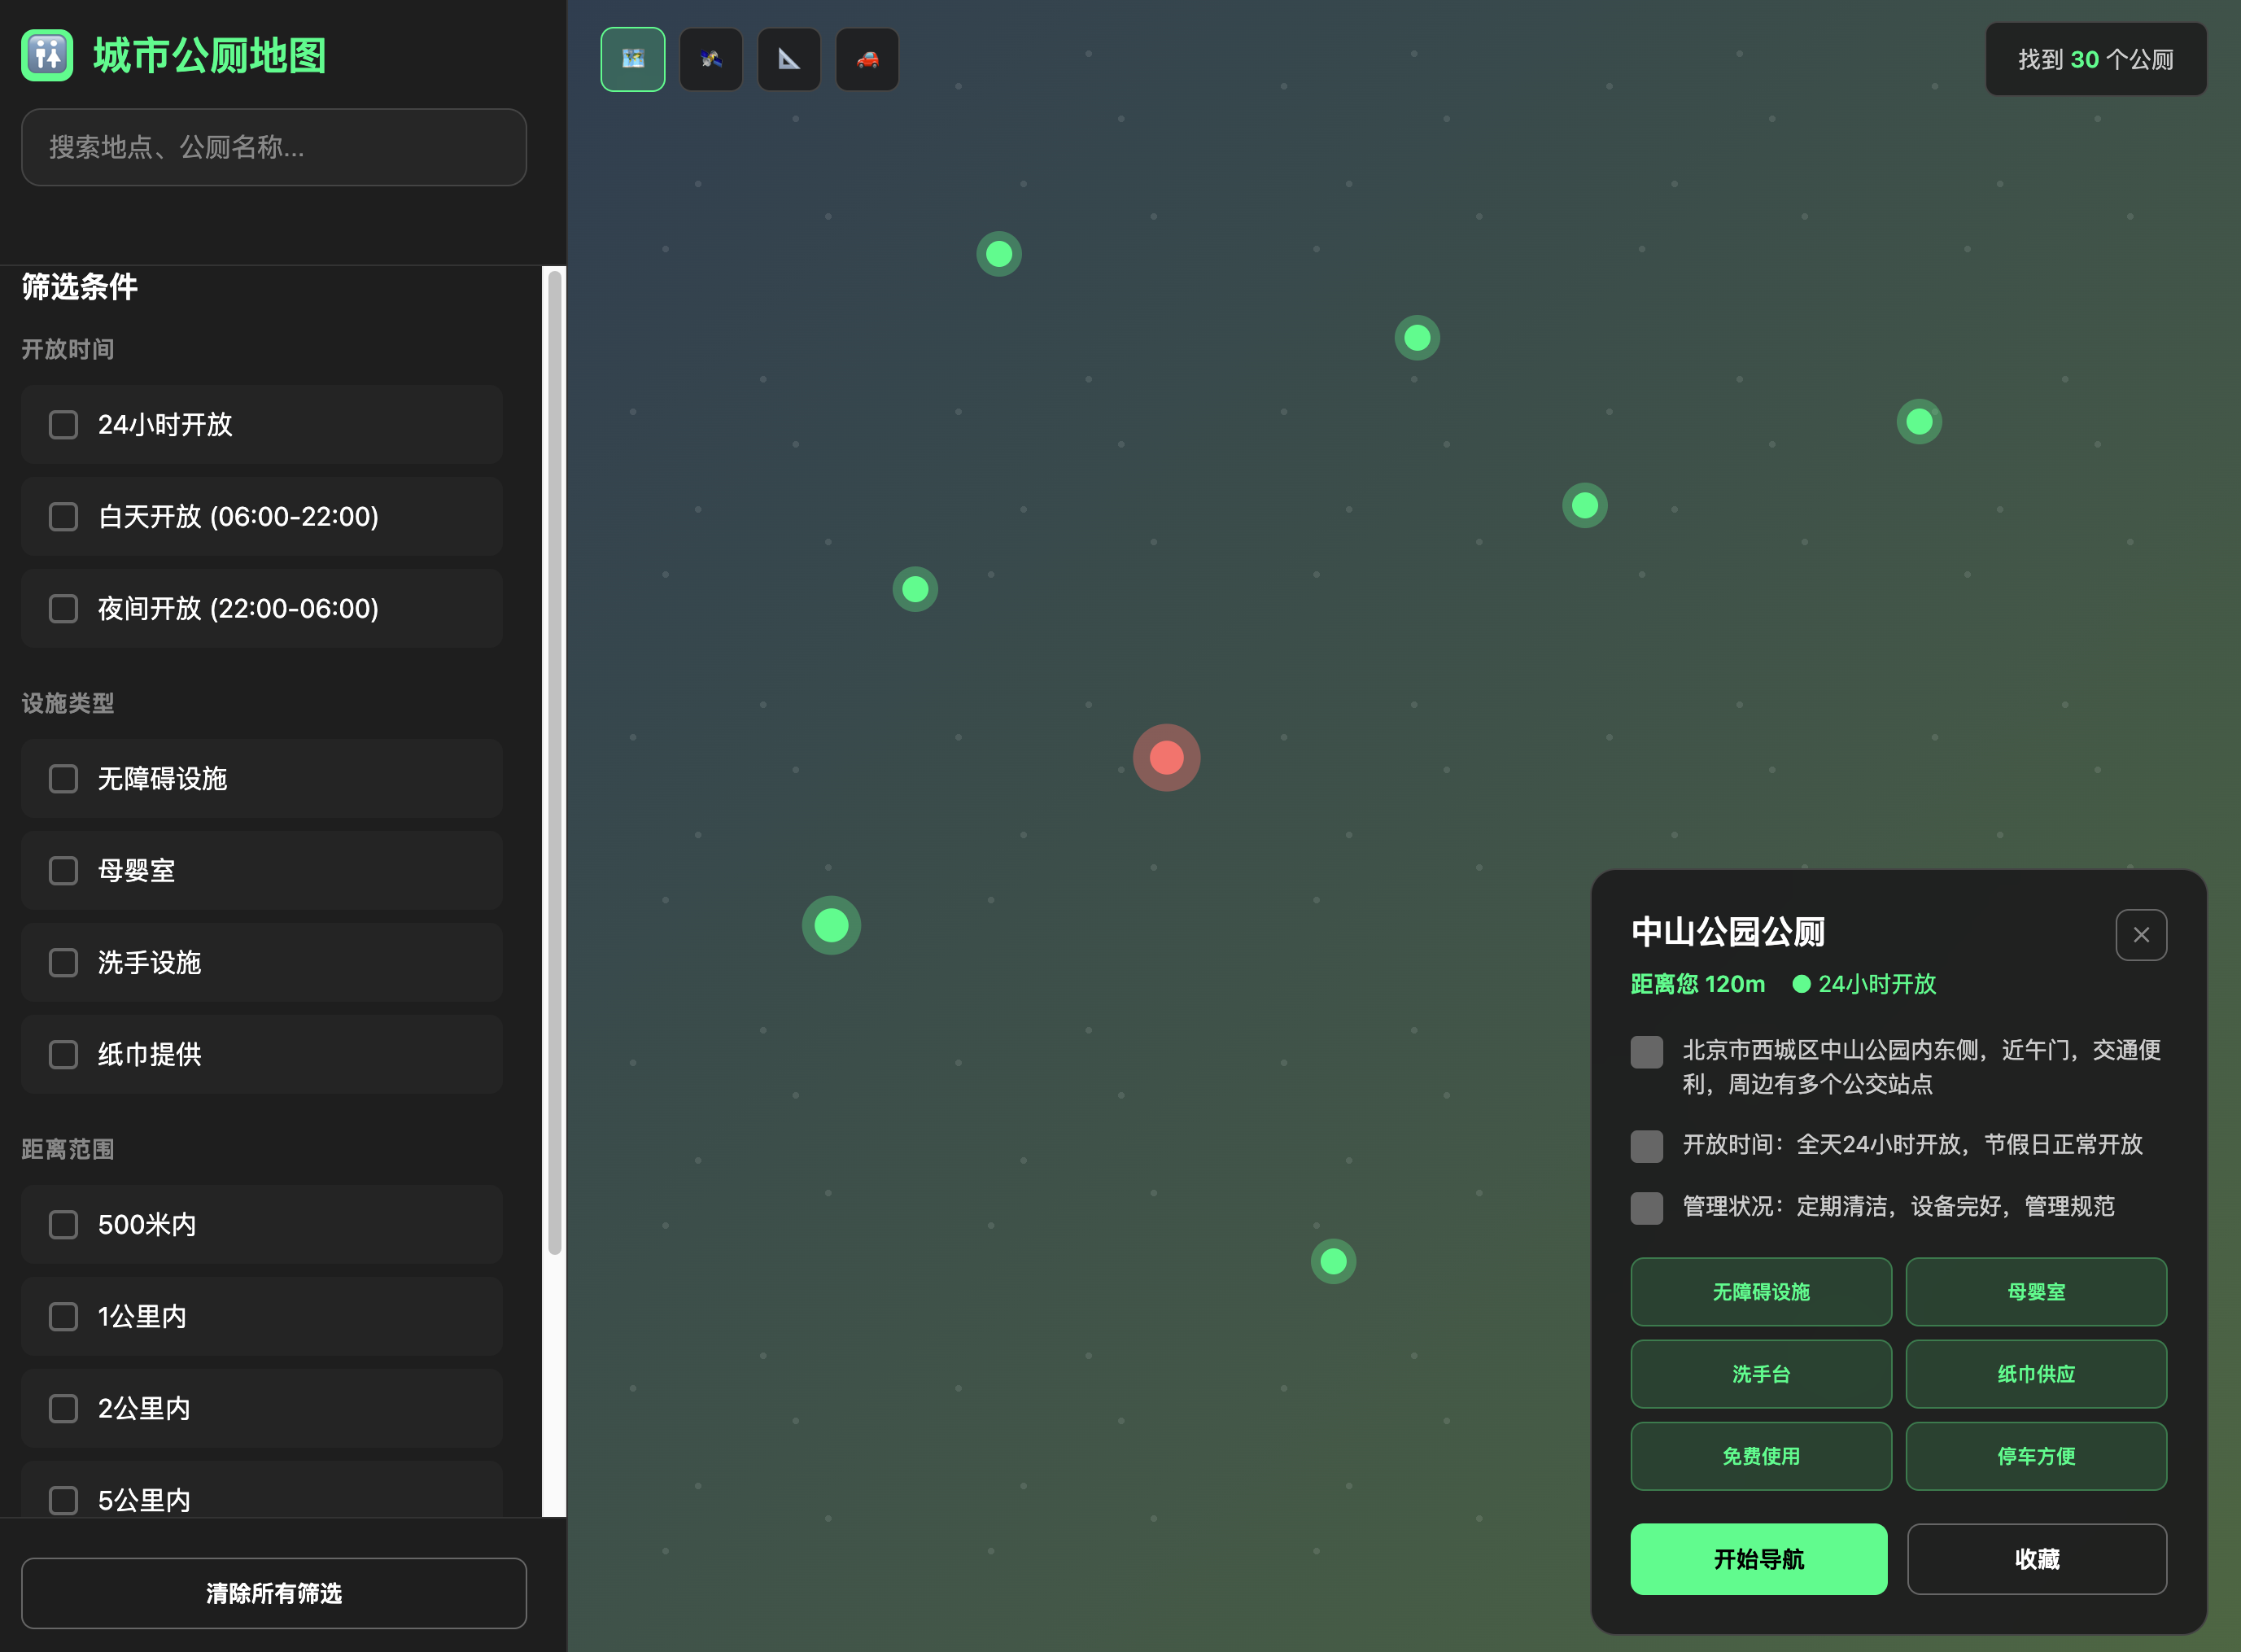 城市公厕地图
搜索地点、公厕名称...
筛选条件
开放时间
24小时开放
白天开放 (06:00-22:00)
夜间开放 (22:00-06:00)
设施类型
无障碍设施
母婴室
洗手设施
纸巾提供
距离范围
500米内
1公里内
2公里内
5公里内
清除所有筛选
找到 30 个公厕
中山公园公厕
距离您 120m 24小时开放
北京市西城区中山公园内东侧，近午门，交通便
利，周边有多个公交站点
开放时间：全天24小时开放，节假日正常开放
管理状况：定期清洁，设备完好，管理规范
无障碍设施
母婴室
洗手台
纸巾供应
免费使用
停车方便
开始导航
收藏